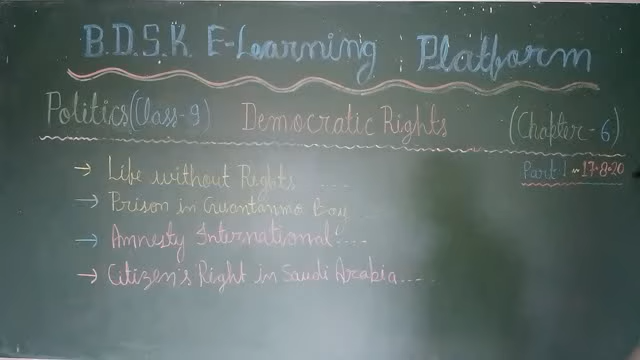 B.D.S.K. E-Learning Platform
Politics (Class-9) Democratic Rights (Chapter-6)
Part 1 ~ 17.8.20
→ Life without Rights ....
→ Prison in Guantanmo Bay
→ Amnesty International....
→ Citizen's Right in Saudi Arabia....